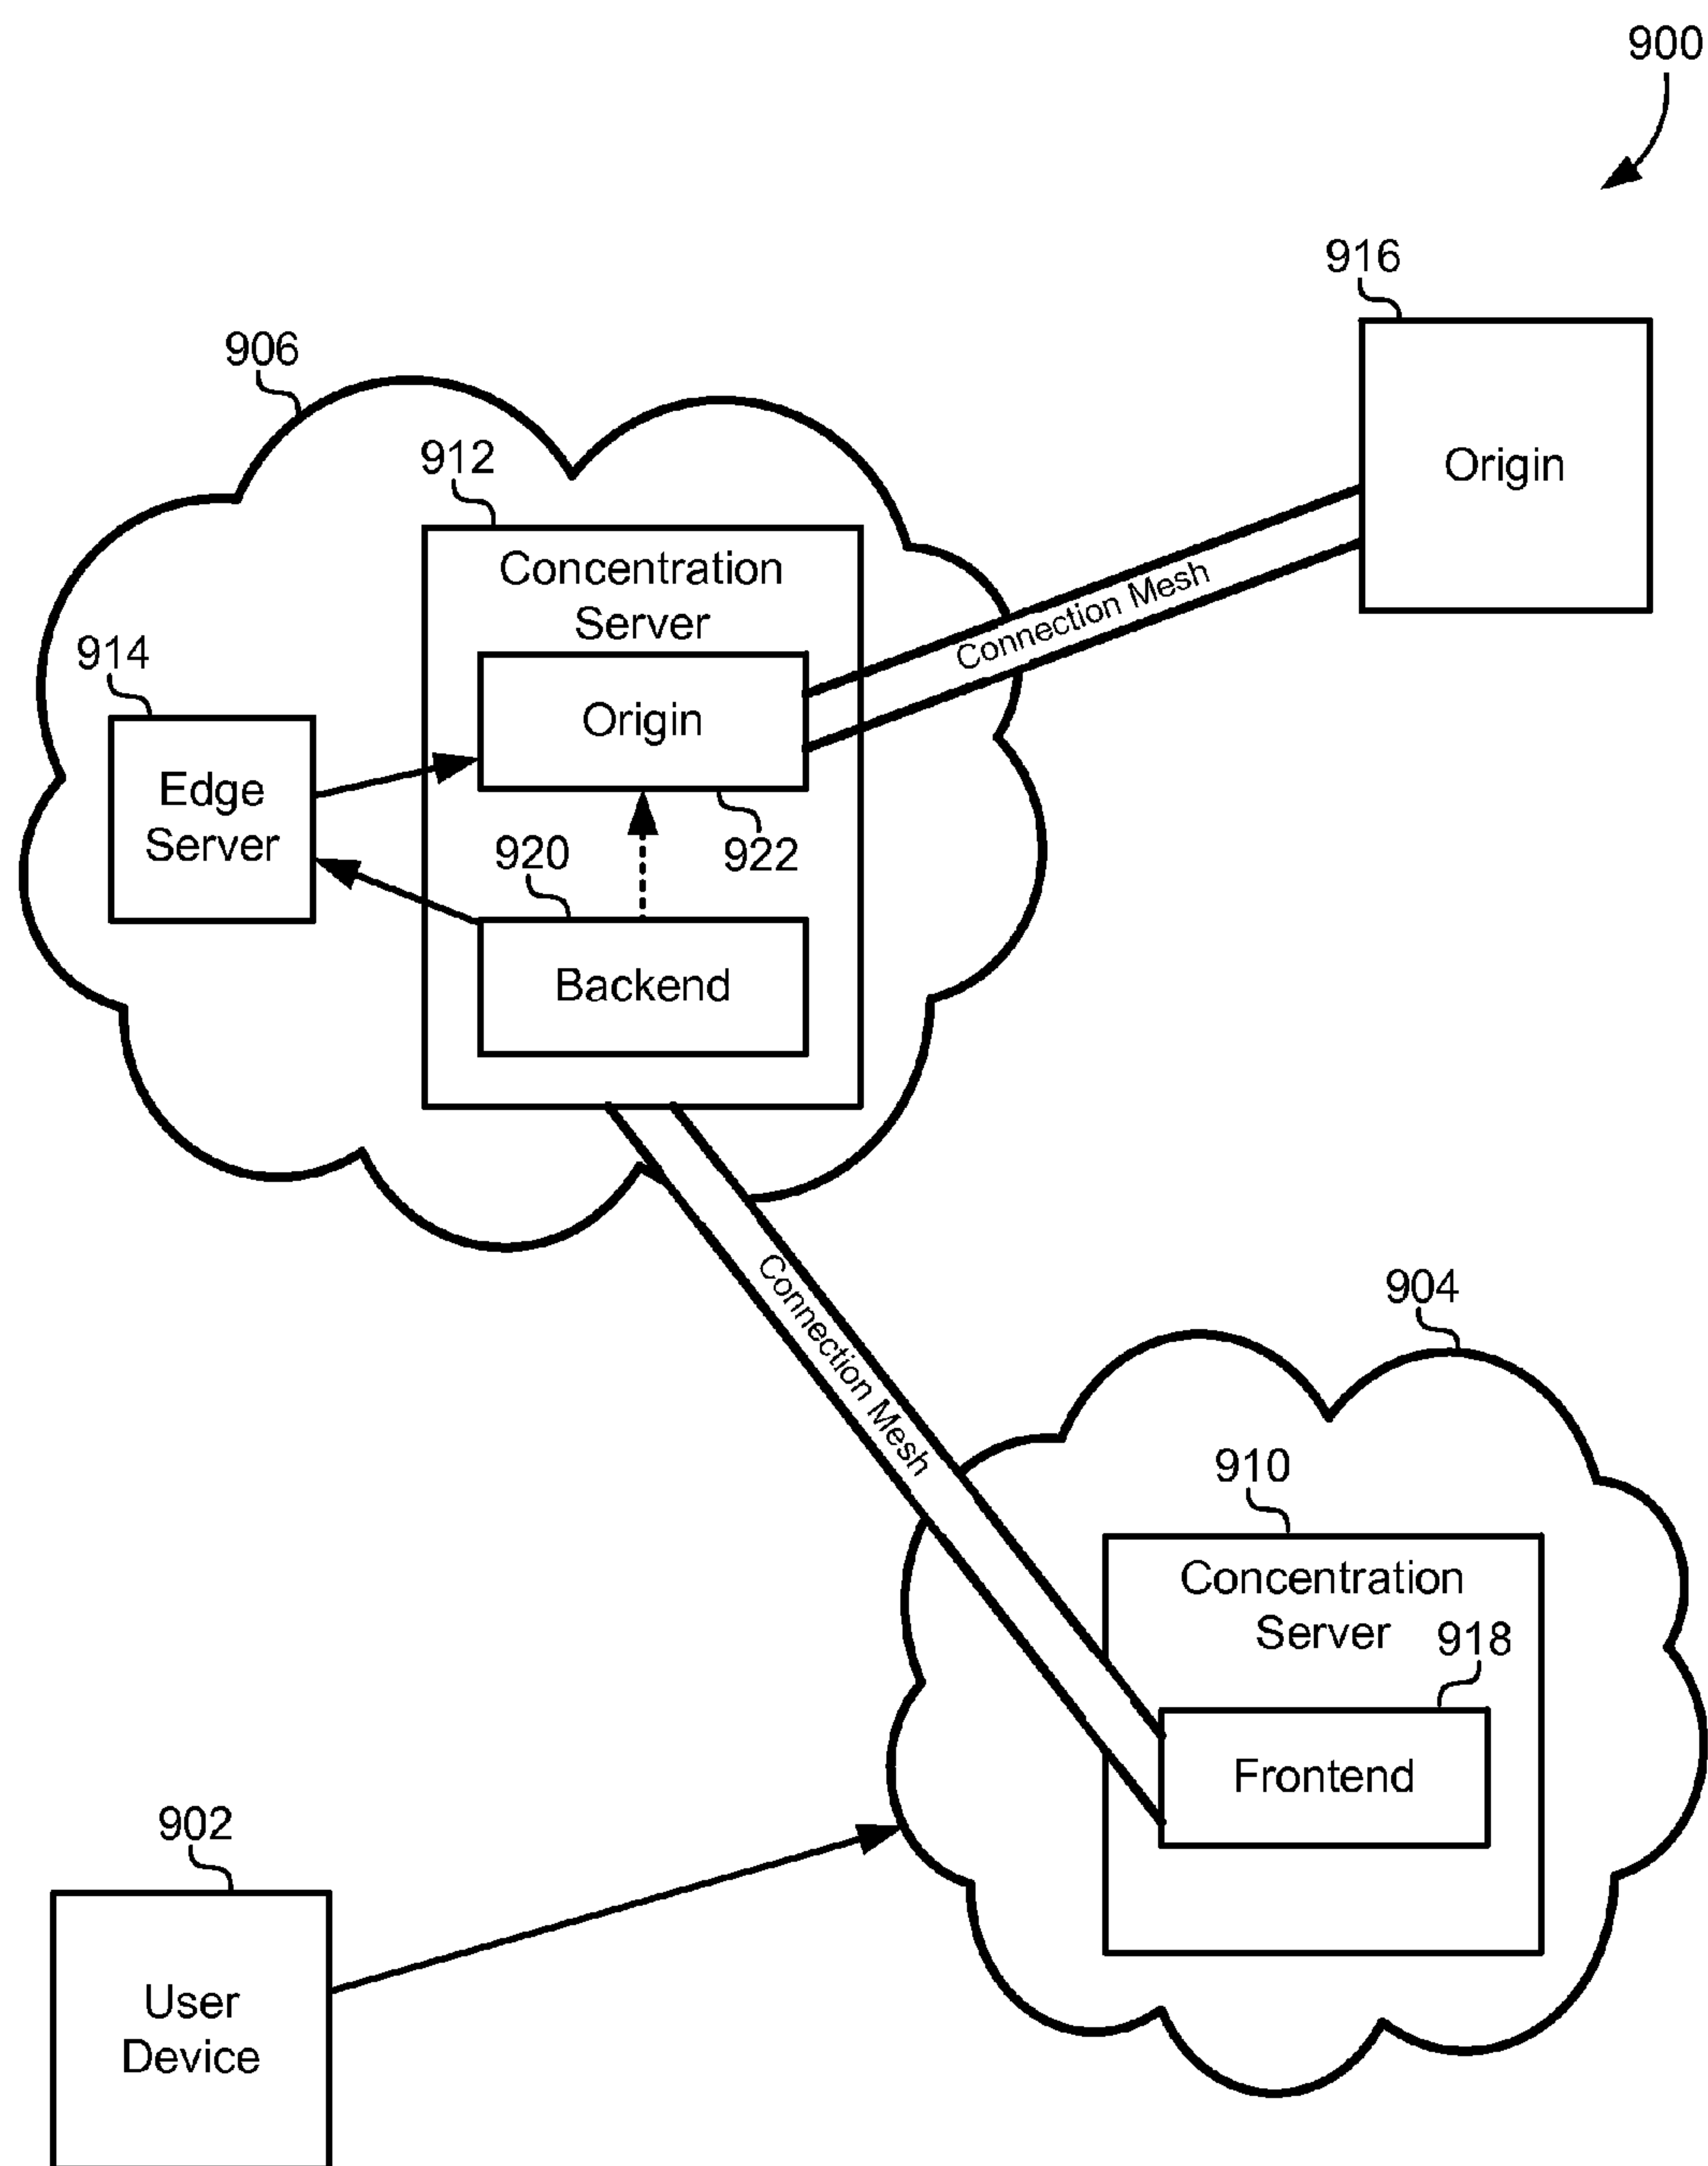 900
916
Origin
906
912
Concentration
Server
Connection Mesh
914
Origin
Edge
Server
920
922
Backend
Connection Mesh
904
910
Concentration
Server
918
Frontend
902
User
Device